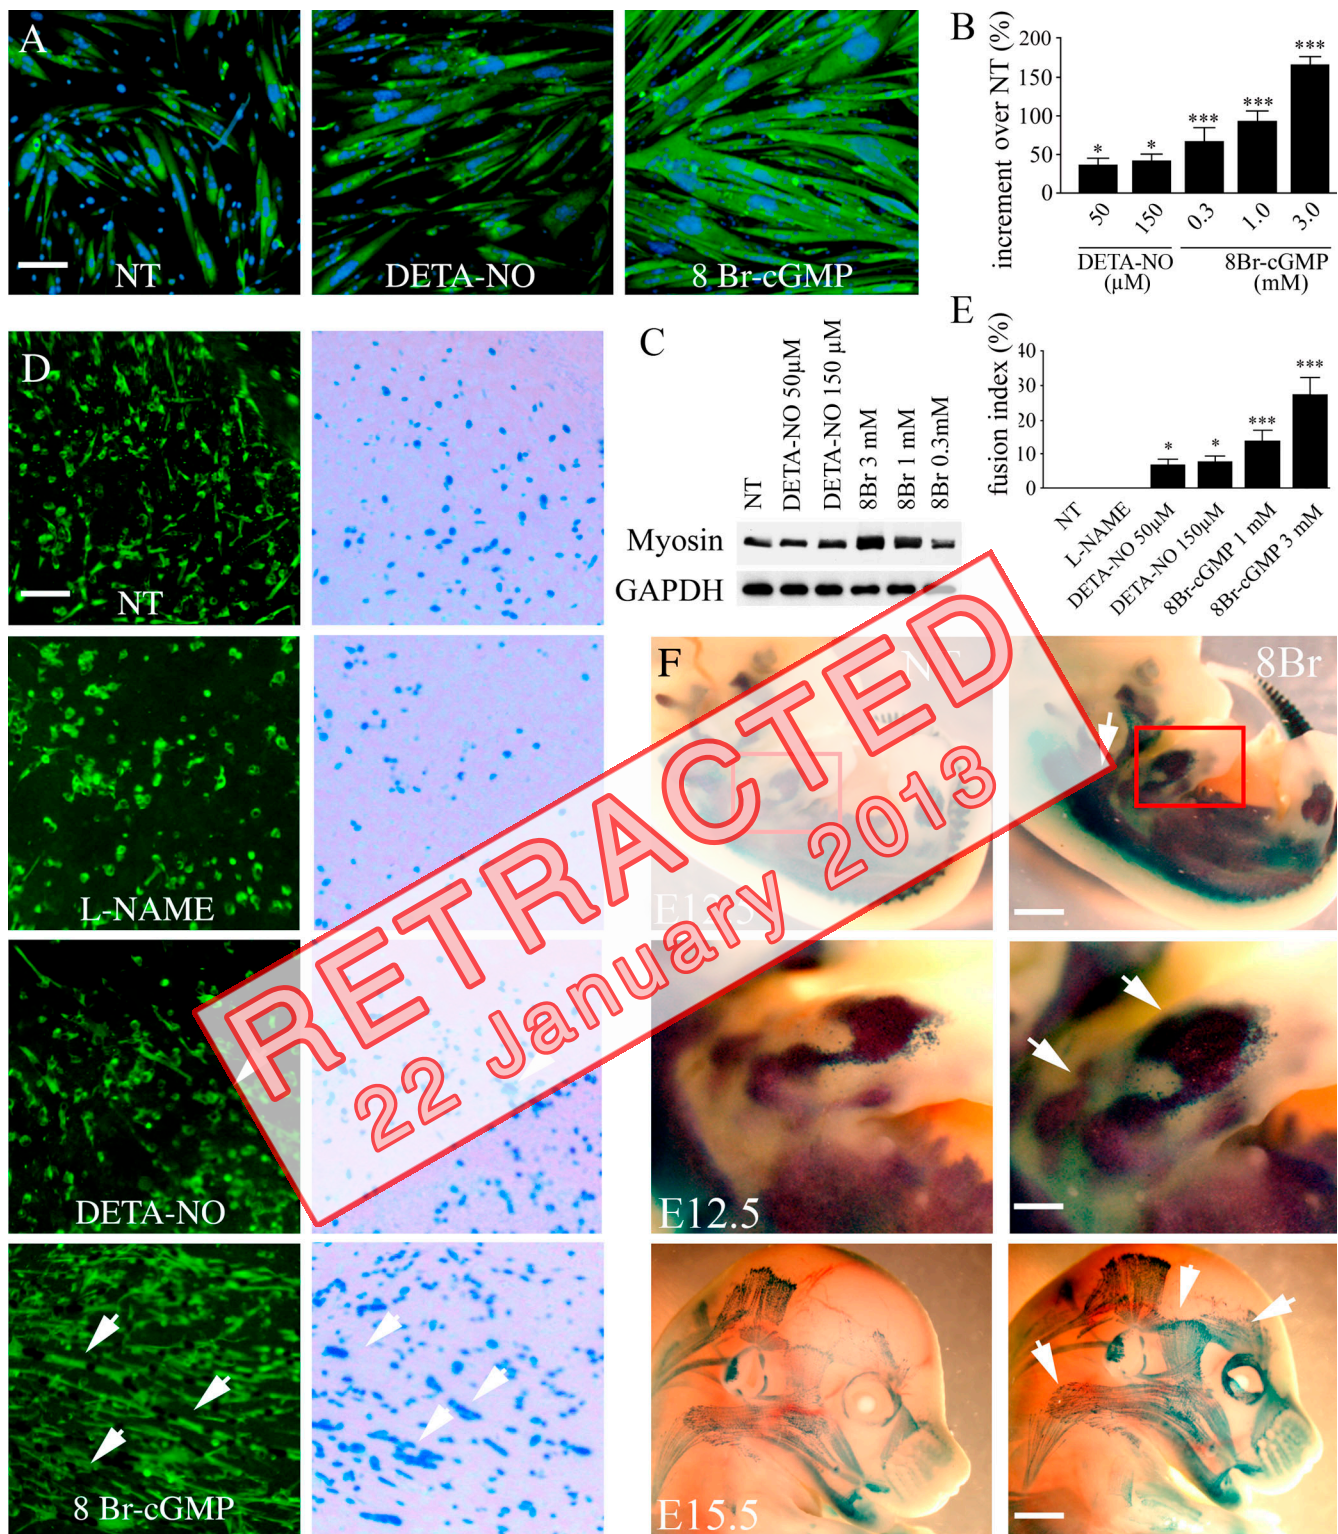 A
NT
DETA-NO
8 Br-cGMP
B
increment over NT (%)
200
150
100
50
0
*
*
***
***
***
50
150
0.3
1.0
3.0
DETA-NO
(µM)
8Br-cGMP
(mM)
C
NT
DETA-NO 50µM
DETA-NO 150 µM
8Br 3 mM
8Br 1 mM
8Br 0.3mM
Myosin
GAPDH
D
NT
L-NAME
DETA-NO
8 Br-cGMP
E
fusion index (%)
40
30
20
10
0
*
*
***
***
NT
L-NAME
DETA-NO 50µM
DETA-NO 150µM
8Br-cGMP 1 mM
8Br-cGMP 3 mM
F
NT
8Br
E12.5
E12.5
E15.5
RETRACTED
22 January 2013